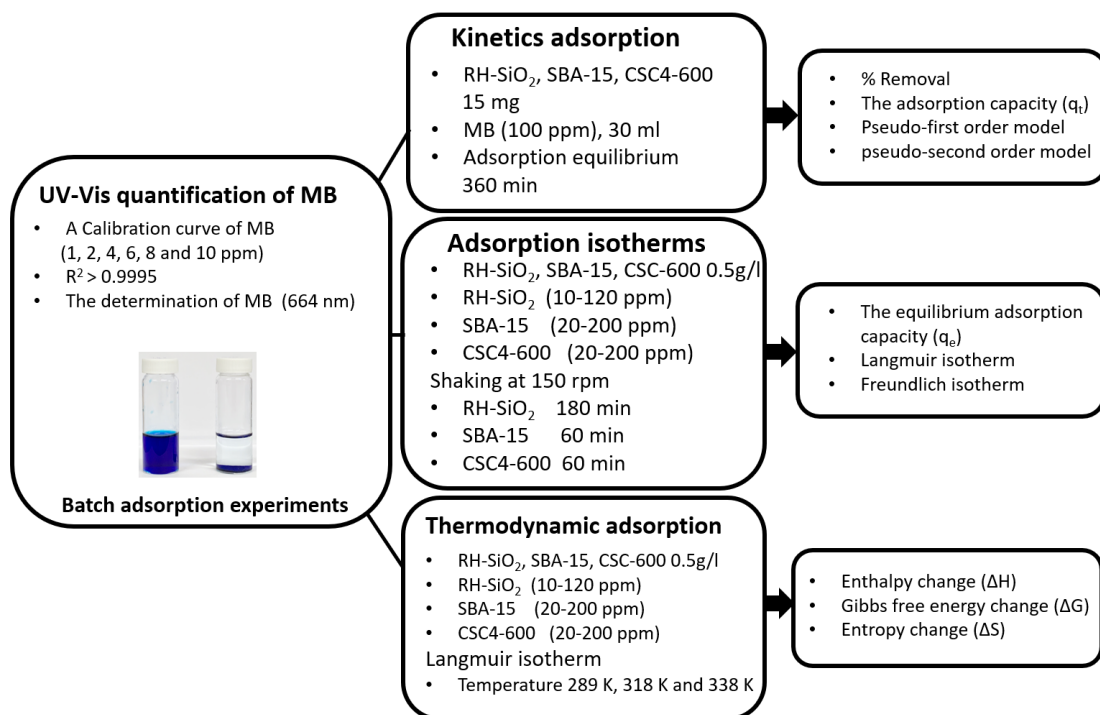 UV-Vis quantification of MB
• A Calibration curve of MB
(1, 2, 4, 6, 8 and 10 ppm)
• R² > 0.9995
• The determination of MB (664 nm)
Batch adsorption experiments
Kinetics adsorption
• RH-SiO₂, SBA-15, CSC4-600
15 mg
• MB (100 ppm), 30 ml
• Adsorption equilibrium
360 min
• % Removal
• The adsorption capacity (qₜ)
• Pseudo-first order model
• pseudo-second order model
Adsorption isotherms
• RH-SiO₂, SBA-15, CSC-600 0.5g/l
• RH-SiO₂ (10-120 ppm)
• SBA-15 (20-200 ppm)
• CSC4-600 (20-200 ppm)
Shaking at 150 rpm
• RH-SiO₂ 180 min
• SBA-15 60 min
• CSC4-600 60 min
• The equilibrium adsorption
capacity (qₑ)
• Langmuir isotherm
• Freundlich isotherm
Thermodynamic adsorption
• RH-SiO₂, SBA-15, CSC-600 0.5g/l
• RH-SiO₂ (10-120 ppm)
• SBA-15 (20-200 ppm)
• CSC4-600 (20-200 ppm)
Langmuir isotherm
• Temperature 289 K, 318 K and 338 K
• Enthalpy change (ΔH)
• Gibbs free energy change (ΔG)
• Entropy change (ΔS)